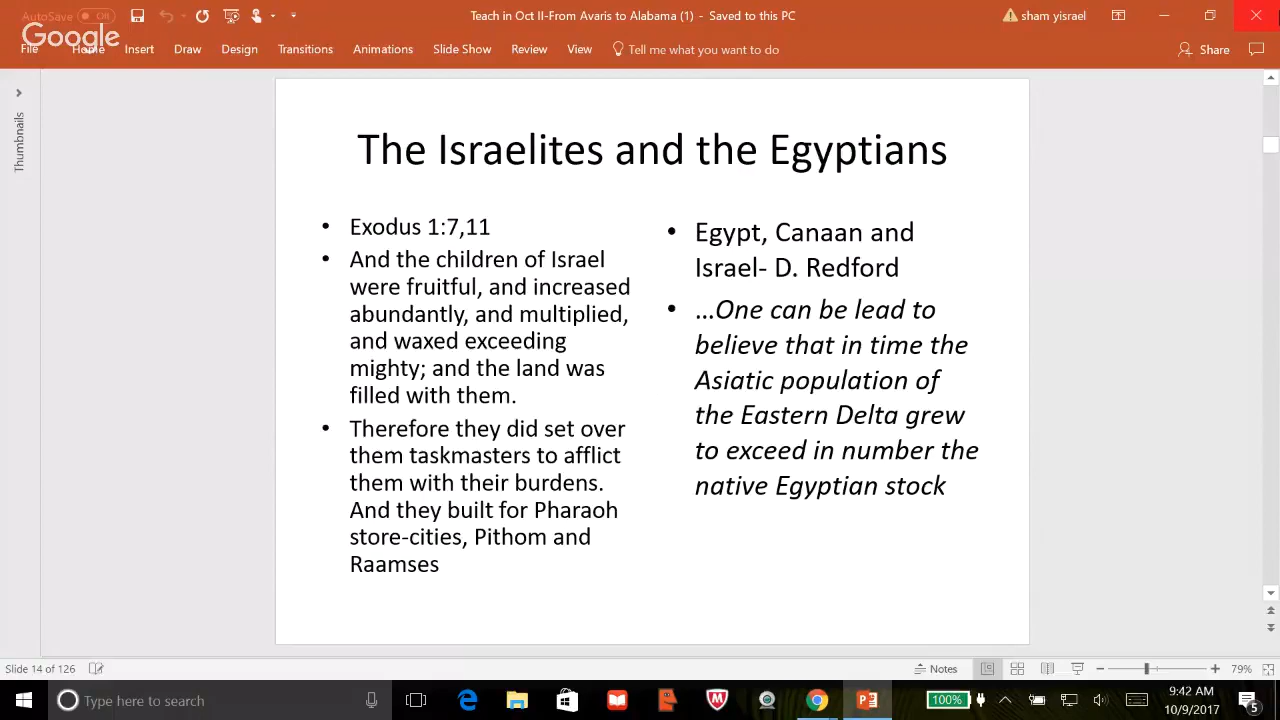 AutoSave Off
Teach in Oct II-From Avaris to Alabama (1) - Saved to this PC
sham yisrael
Google
File Home Insert Draw Design Transitions Animations Slide Show Review View Tell me what you want to do Share
Thumbnails
The Israelites and the Egyptians
• Exodus 1:7,11
• And the children of Israel
were fruitful, and increased
abundantly, and multiplied,
and waxed exceeding
mighty; and the land was
filled with them.
• Therefore they did set over
them taskmasters to afflict
them with their burdens.
And they built for Pharaoh
store-cities, Pithom and
Raamses
• Egypt, Canaan and
Israel- D. Redford
• …One can be lead to
believe that in time the
Asiatic population of
the Eastern Delta grew
to exceed in number the
native Egyptian stock
Slide 14 of 126
Notes
79%
Type here to search
100%
9:42 AM
10/9/2017
5